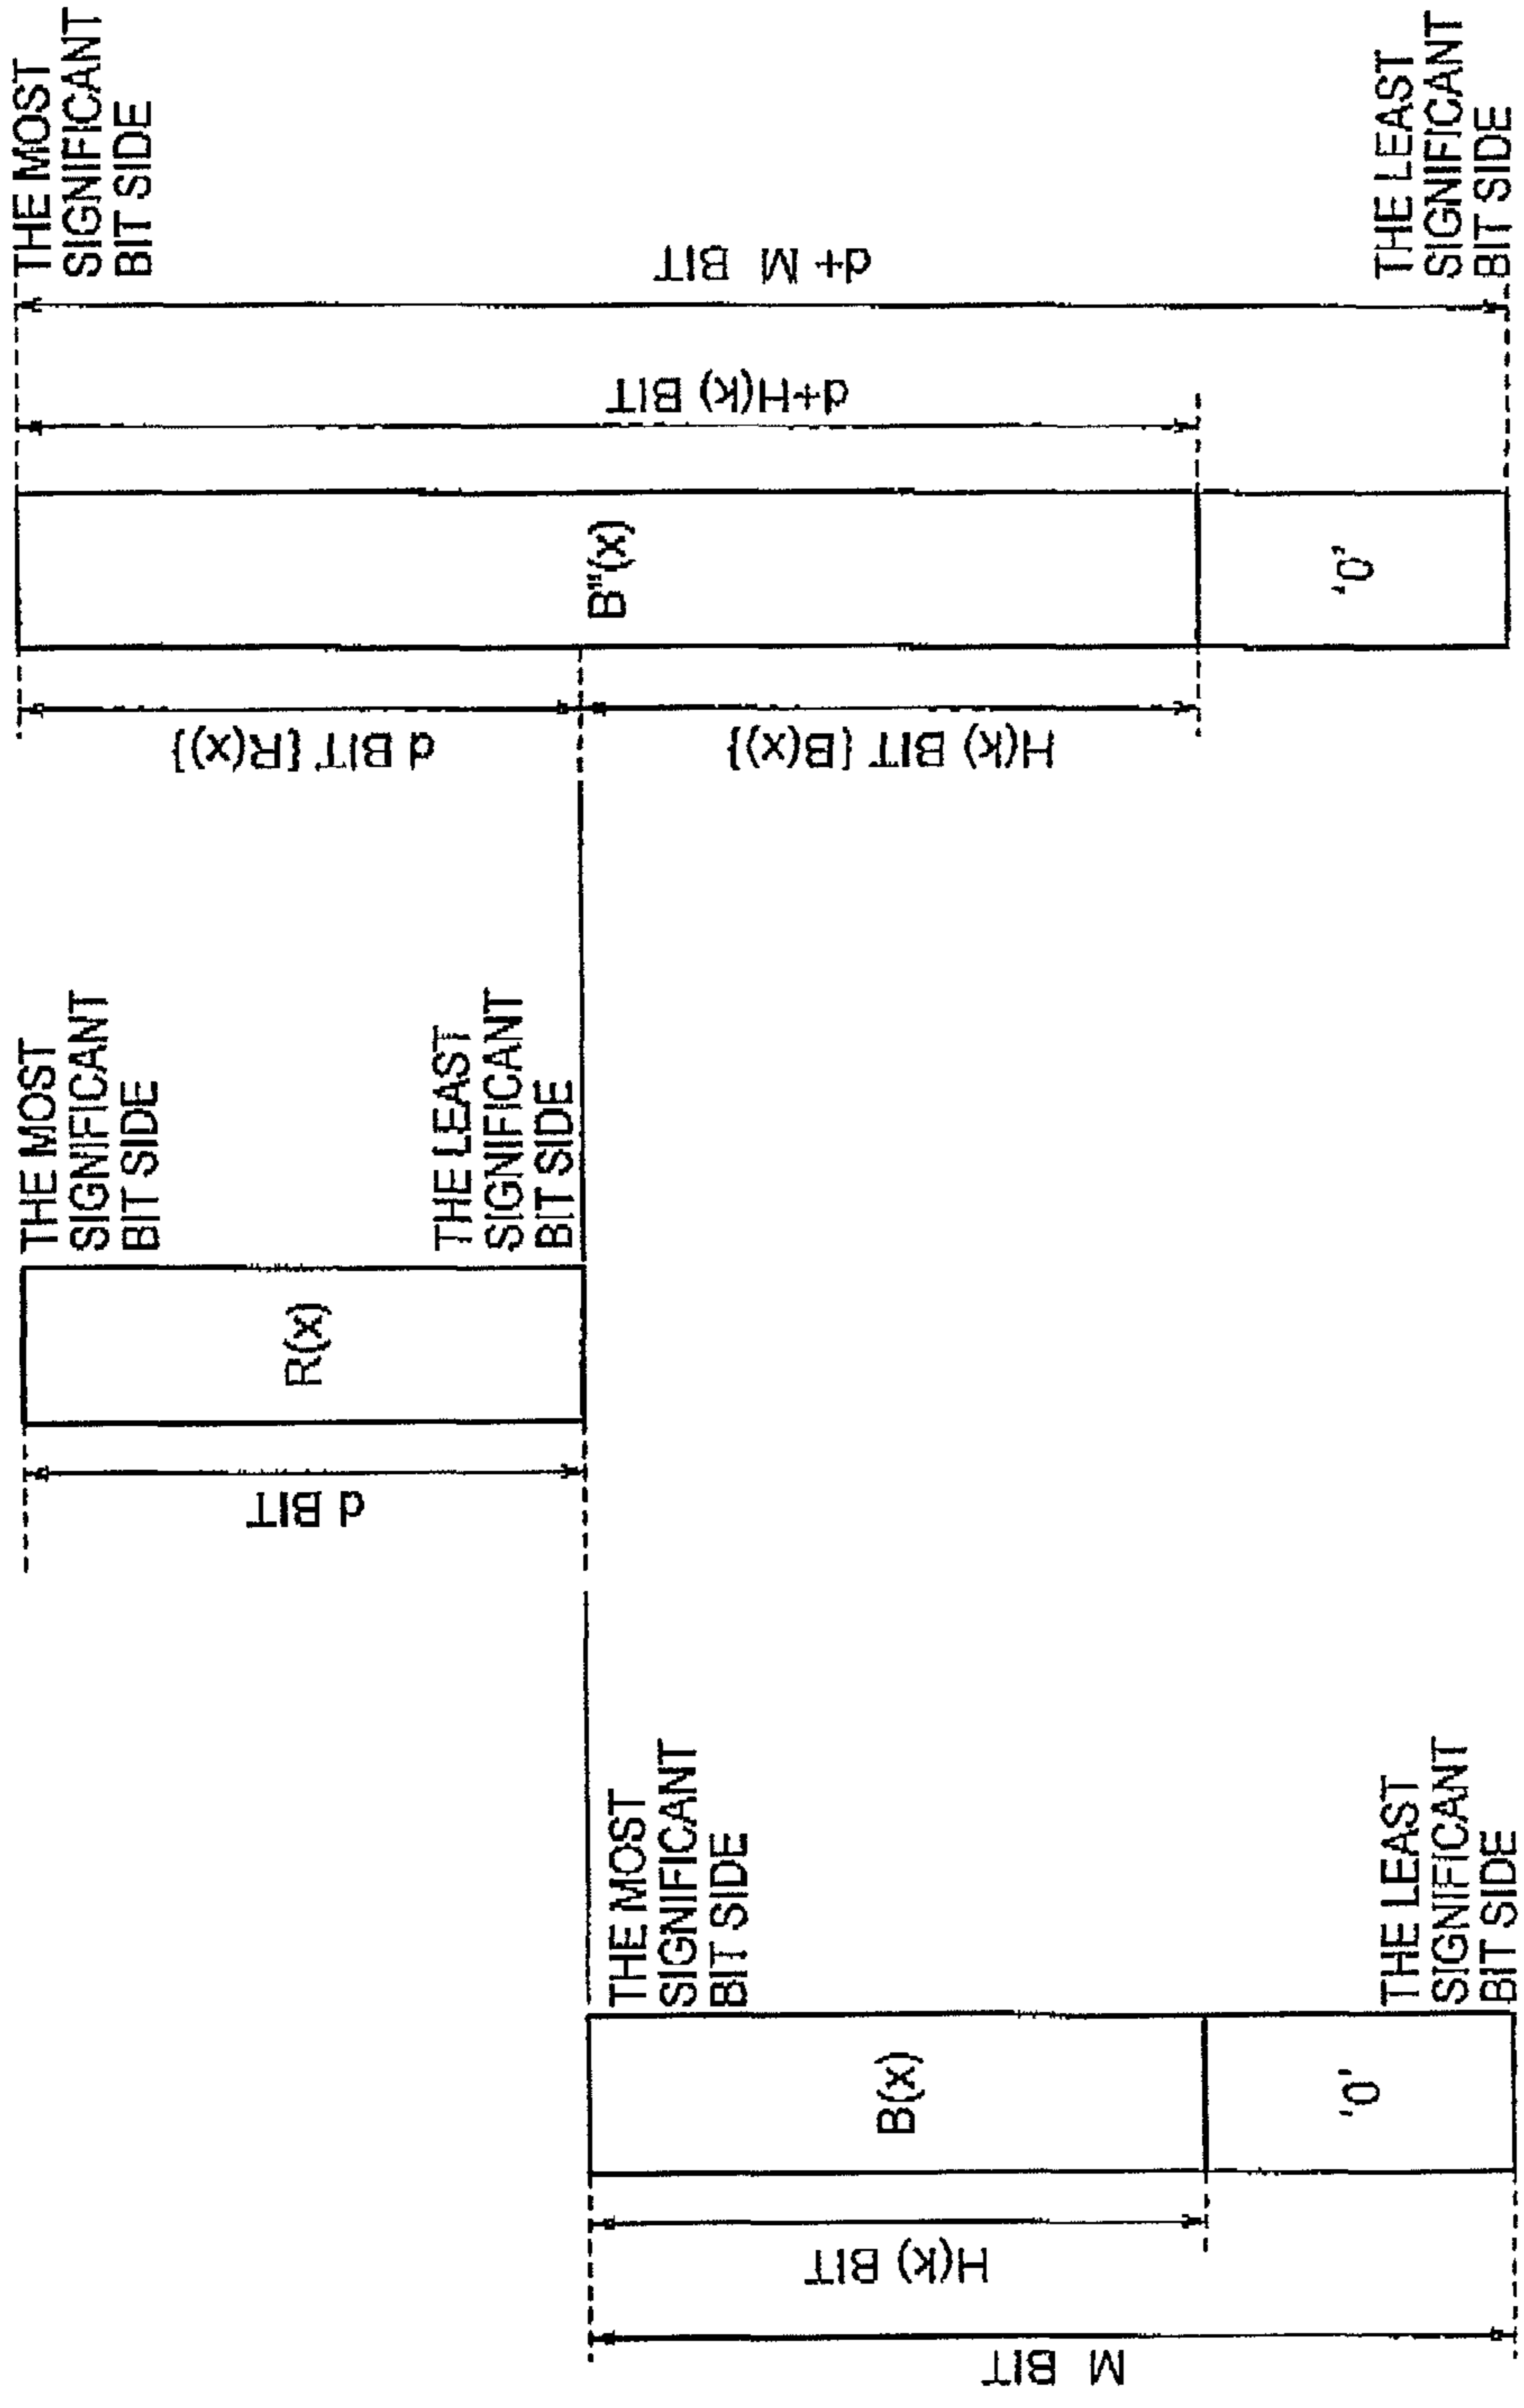 M BIT
H(k) BIT
B(x)
'0'
THE MOST
SIGNIFICANT
BIT SIDE
THE LEAST
SIGNIFICANT
BIT SIDE
d BIT
R(x)
THE MOST
SIGNIFICANT
BIT SIDE
THE LEAST
SIGNIFICANT
BIT SIDE
d BIT {R(x)}
H(k) BIT {B(x)}
B"(x)
'0'
d+H(k) BIT
d+ M BIT
THE MOST
SIGNIFICANT
BIT SIDE
THE LEAST
SIGNIFICANT
BIT SIDE